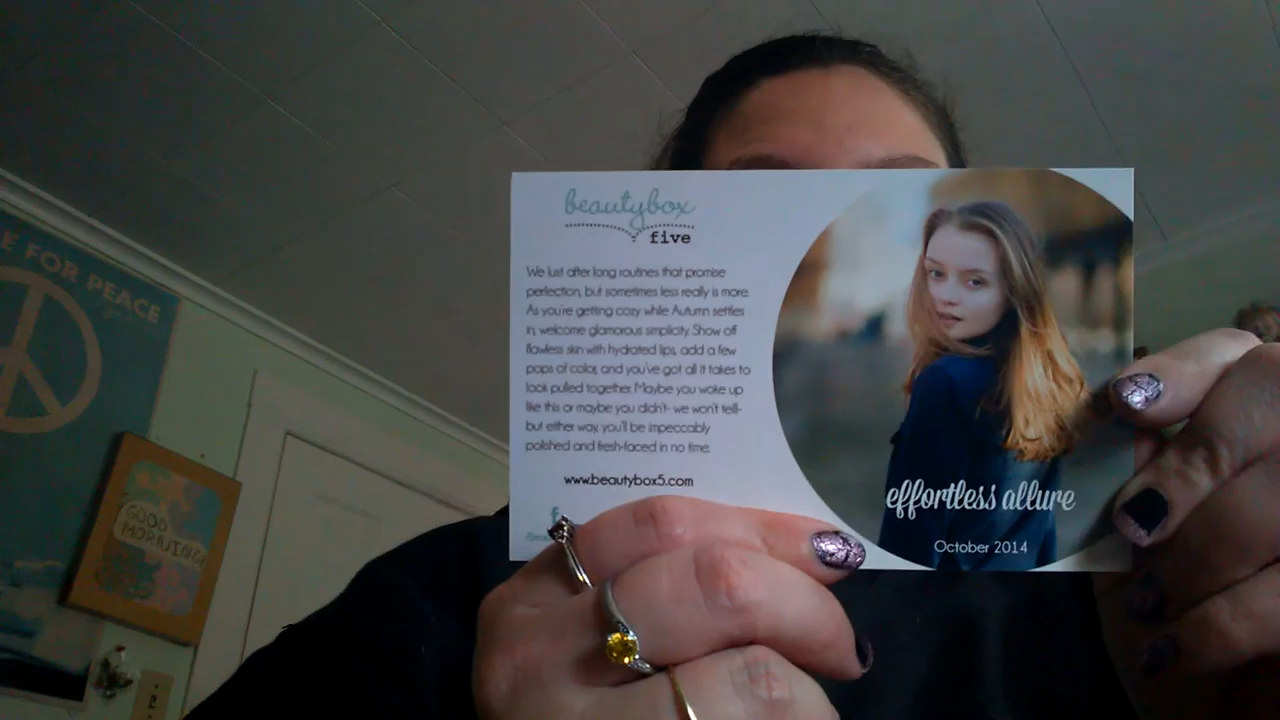 E FOR PEACE
GOOD
MORNING
beautybox
five
We lust after long routines that promise
perfection, but sometimes less really is more.
As you're getting cozy while Autumn settles
in, welcome glamorous simplicity. Show off
flawless skin with hydrated lips, add a few
pops of color, and you've got all it takes to
look pulled together. Maybe you woke up
like this or maybe you didn't- we won't tell-
but either way, you'll be impeccably
polished and fresh-faced in no time.
www.beautybox5.com
f
effortless allure
October 2014